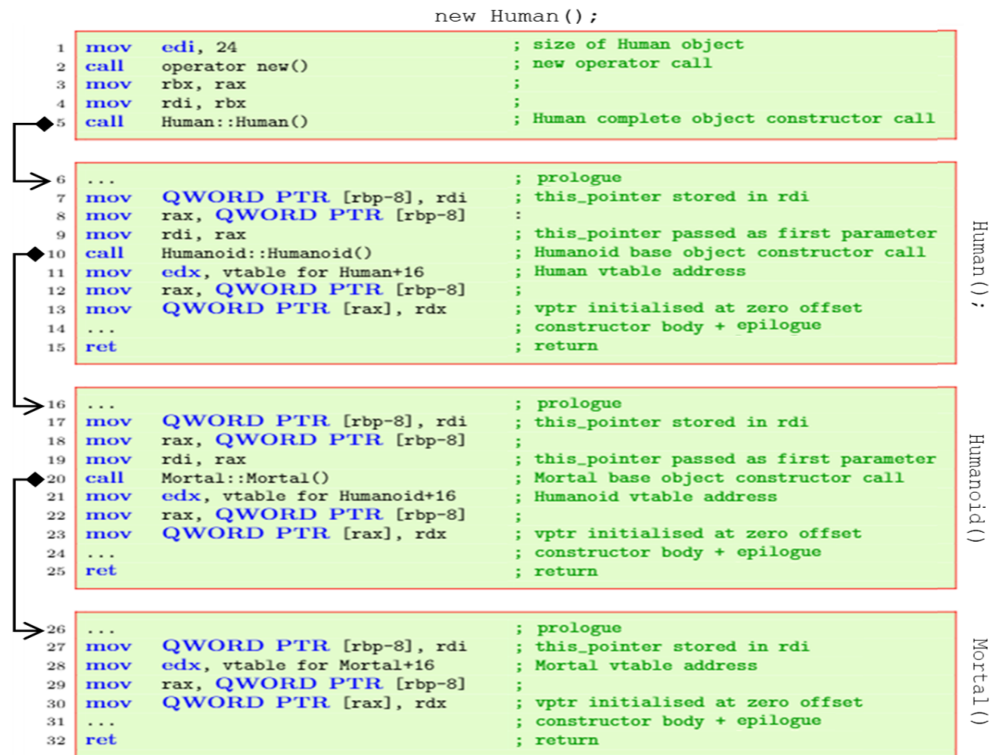 new Human();
1 mov edi, 24 ; size of Human object
2 call operator new() ; new operator call
3 mov rbx, rax ;
4 mov rdi, rbx ;
5 call Human::Human() ; Human complete object constructor call
6 ... ; prologue
7 mov QWORD PTR [rbp-8], rdi ; this_pointer stored in rdi
8 mov rax, QWORD PTR [rbp-8] :
9 mov rdi, rax ; this_pointer passed as first parameter
10 call Humanoid::Humanoid() ; Humanoid base object constructor call
11 mov edx, vtable for Human+16 ; Human vtable address
12 mov rax, QWORD PTR [rbp-8] ;
13 mov QWORD PTR [rax], rdx ; vptr initialised at zero offset
14 ... ; constructor body + epilogue
15 ret ; return
Human();
16 ... ; prologue
17 mov QWORD PTR [rbp-8], rdi ; this_pointer stored in rdi
18 mov rax, QWORD PTR [rbp-8] ;
19 mov rdi, rax ; this_pointer passed as first parameter
20 call Mortal::Mortal() ; Mortal base object constructor call
21 mov edx, vtable for Humanoid+16 ; Humanoid vtable address
22 mov rax, QWORD PTR [rbp-8] ;
23 mov QWORD PTR [rax], rdx ; vptr initialised at zero offset
24 ... ; constructor body + epilogue
25 ret ; return
Humanoid()
26 ... ; prologue
27 mov QWORD PTR [rbp-8], rdi ; this_pointer stored in rdi
28 mov edx, vtable for Mortal+16 ; Mortal vtable address
29 mov rax, QWORD PTR [rbp-8] ;
30 mov QWORD PTR [rax], rdx ; vptr initialised at zero offset
31 ... ; constructor body + epilogue
32 ret ; return
Mortal()